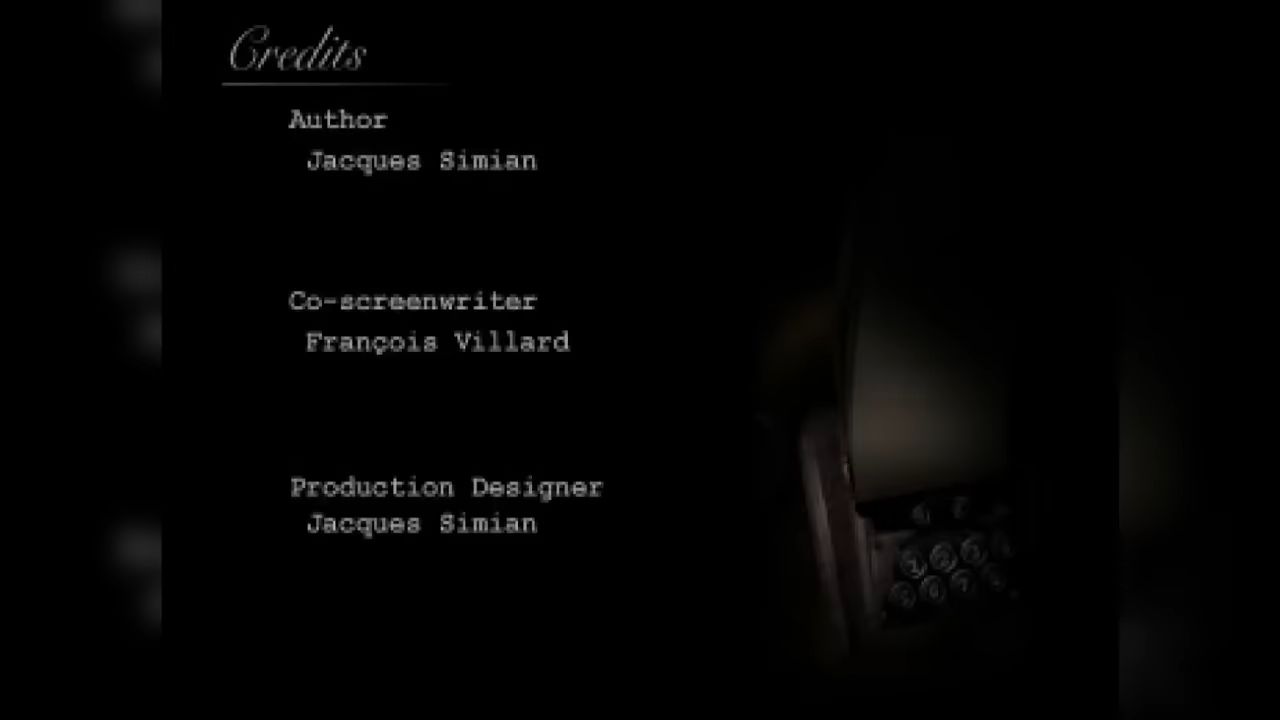 Credits
Author
Jacques Simian
Co-screenwriter
François Villard
Production Designer
Jacques Simian